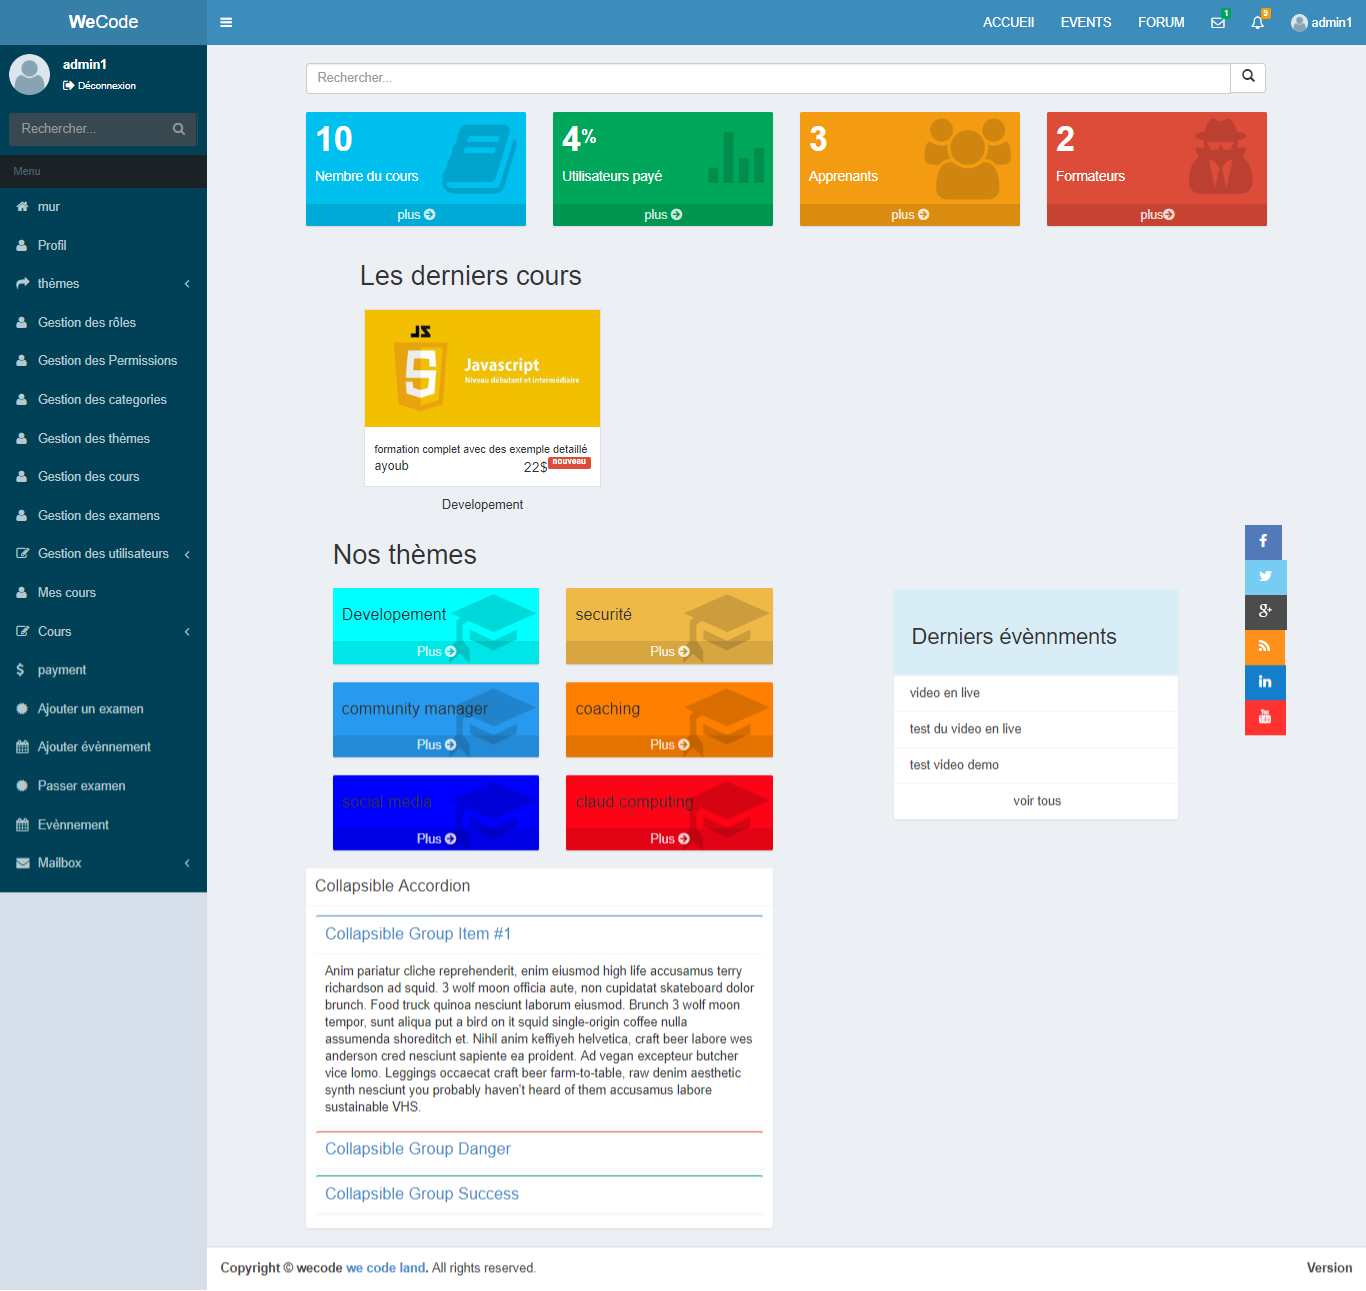 WeCode
ACCUEIl
EVENTS
FORUM
1
9
admin1
admin1
Déconnexion
Rechercher...
Menu
mur
Profil
thèmes
Gestion des rôles
Gestion des Permissions
Gestion des categories
Gestion des thèmes
Gestion des cours
Gestion des examens
Gestion des utilisateurs
Mes cours
Cours
payment
Ajouter un examen
Ajouter évènnement
Passer examen
Evènnement
Mailbox
Rechercher...
10
Nembre du cours
plus
4%
Utilisateurs payé
plus
3
Apprenants
plus
2
Formateurs
plus
Les derniers cours
JS
Javascript
Niveau débutant et intermédiaire
formation complet avec des exemple detaillé
ayoub
22$
nouveau
Developement
Nos thèmes
Developement
Plus
securité
Plus
community manager
Plus
coaching
Plus
social media
Plus
claud computing
Plus
Derniers évènnments
video en live
test du video en live
test video demo
voir tous
You
Tube
Collapsible Accordion
Collapsible Group Item #1
Anim pariatur cliche reprehenderit, enim eiusmod high life accusamus terry
richardson ad squid. 3 wolf moon officia aute, non cupidatat skateboard dolor
brunch. Food truck quinoa nesciunt laborum eiusmod. Brunch 3 wolf moon
tempor, sunt aliqua put a bird on it squid single-origin coffee nulla
assumenda shoreditch et. Nihil anim keffiyeh helvetica, craft beer labore wes
anderson cred nesciunt sapiente ea proident. Ad vegan excepteur butcher
vice lomo. Leggings occaecat craft beer farm-to-table, raw denim aesthetic
synth nesciunt you probably haven't heard of them accusamus labore
sustainable VHS.
Collapsible Group Danger
Collapsible Group Success
Copyright © wecode we code land. All rights reserved.
Version